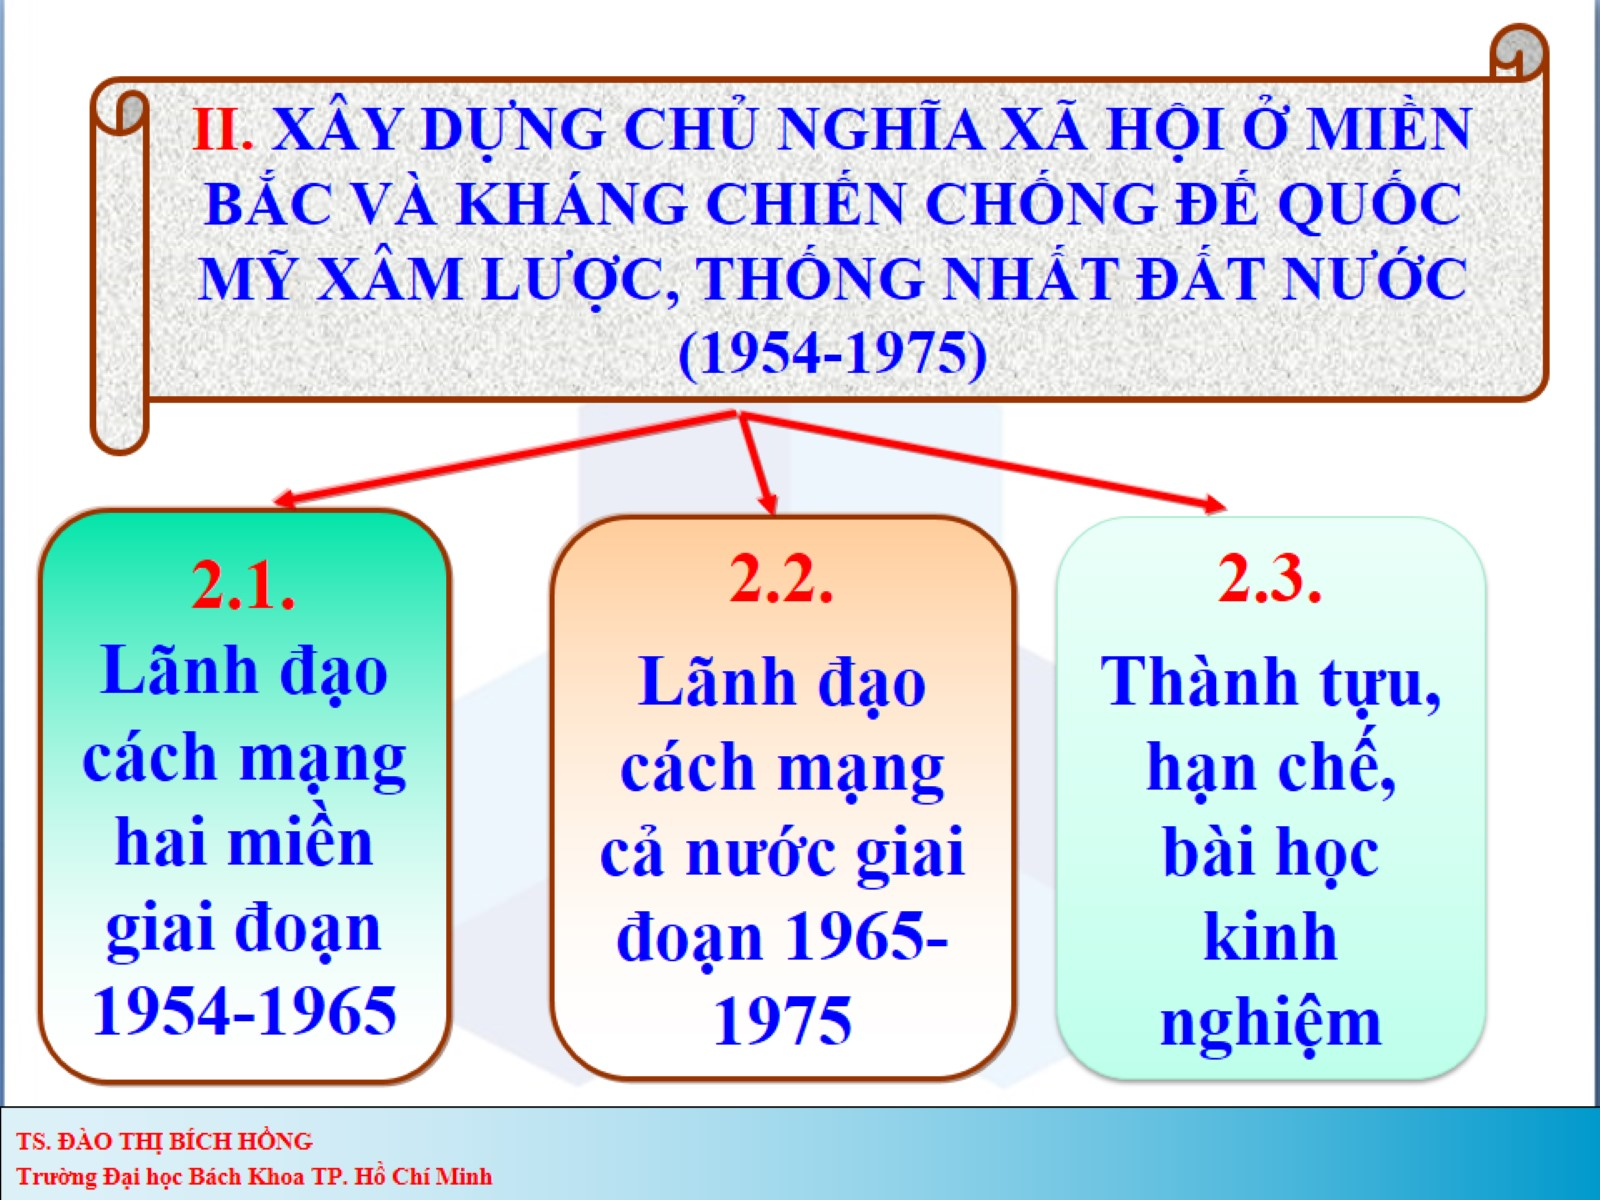 II. XÂY DỰNG CHỦ NGHĨA XÃ HỘI Ở MIỀN
BẮC VÀ KHÁNG CHIẾN CHỐNG ĐẾ QUỐC
MỸ XÂM LƯỢC, THỐNG NHẤT ĐẤT NƯỚC
(1954-1975)
2.1.
Lãnh đạo
cách mạng
hai miền
giai đoạn
1954-1965
2.2.
Lãnh đạo
cách mạng
cả nước giai
đoạn 1965-
1975
2.3.
Thành tựu,
hạn chế,
bài học
kinh
nghiệm
TS. ĐÀO THỊ BÍCH HỒNG
Trường Đại học Bách Khoa TP. Hồ Chí Minh